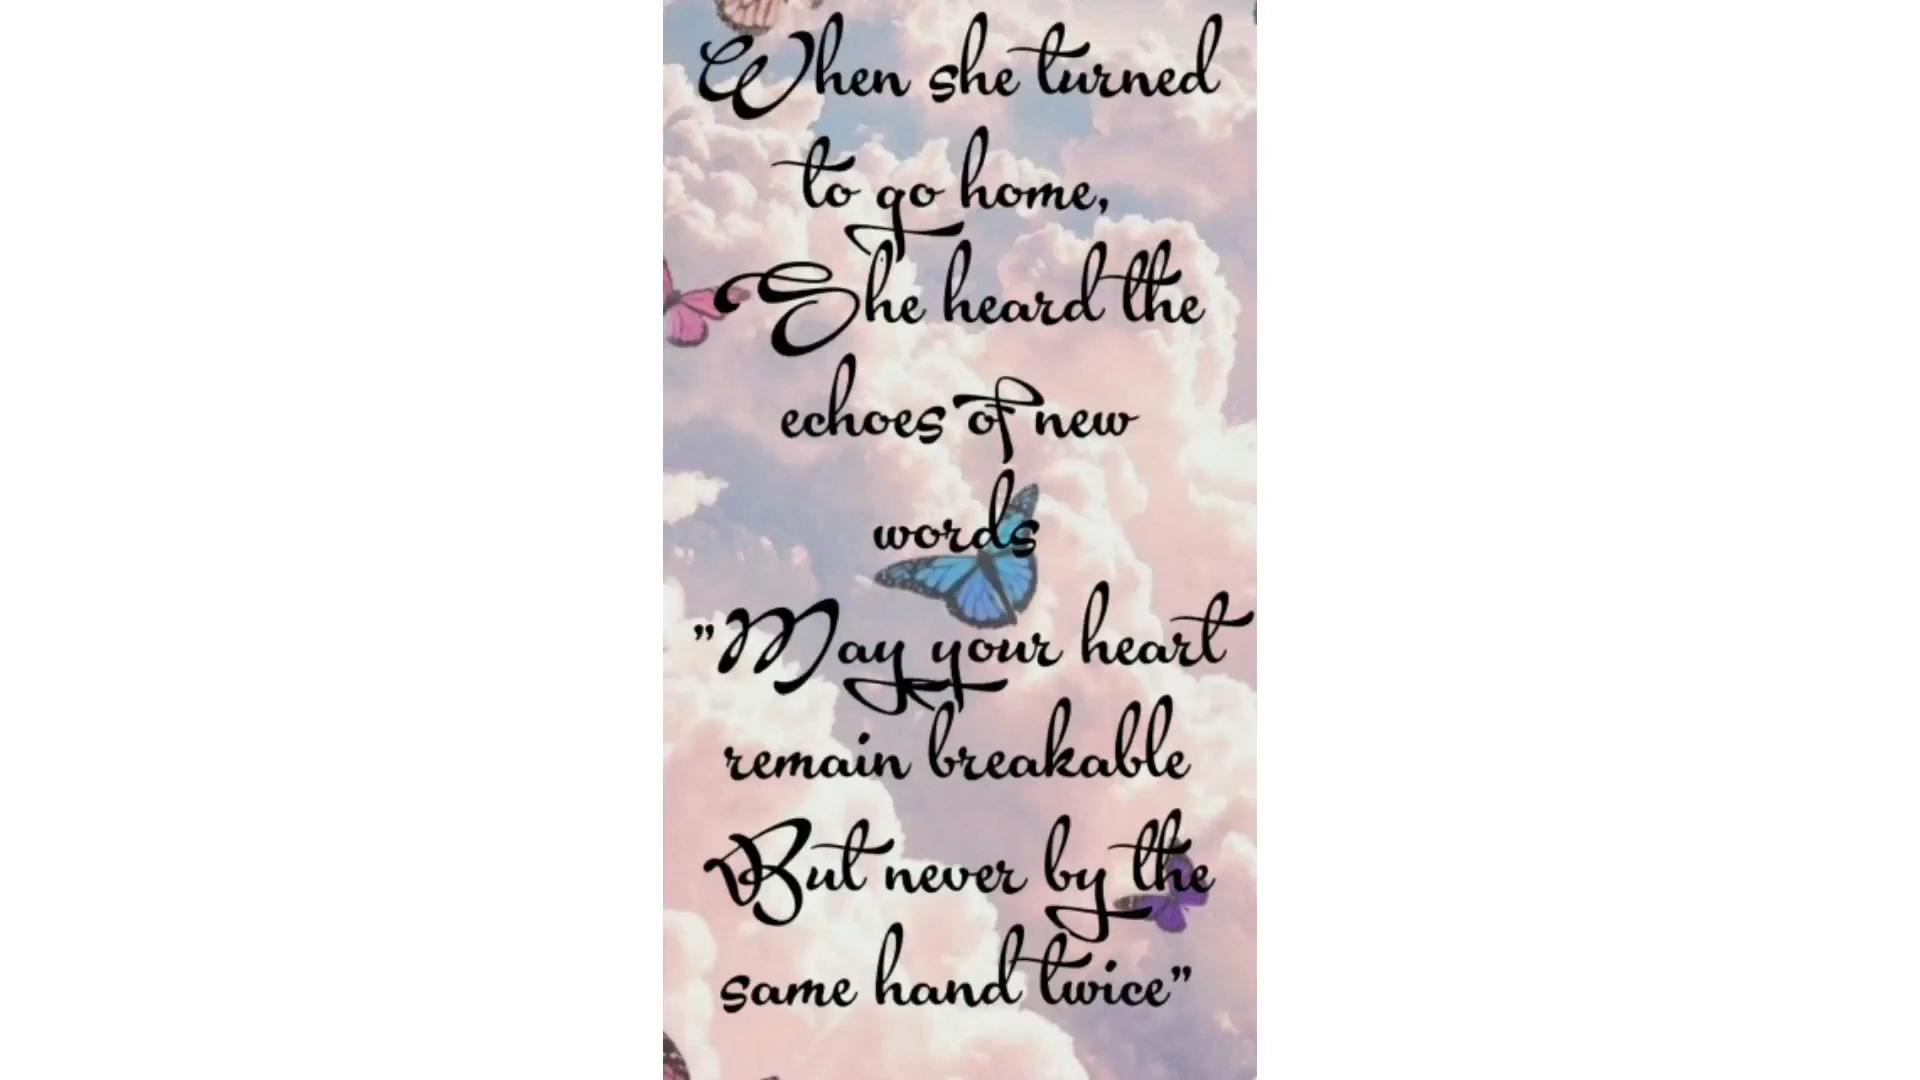 When she turned
to go home,
She heard the
echoes of new
words
"May your heart
remain breakable
But never by the
same hand twice"